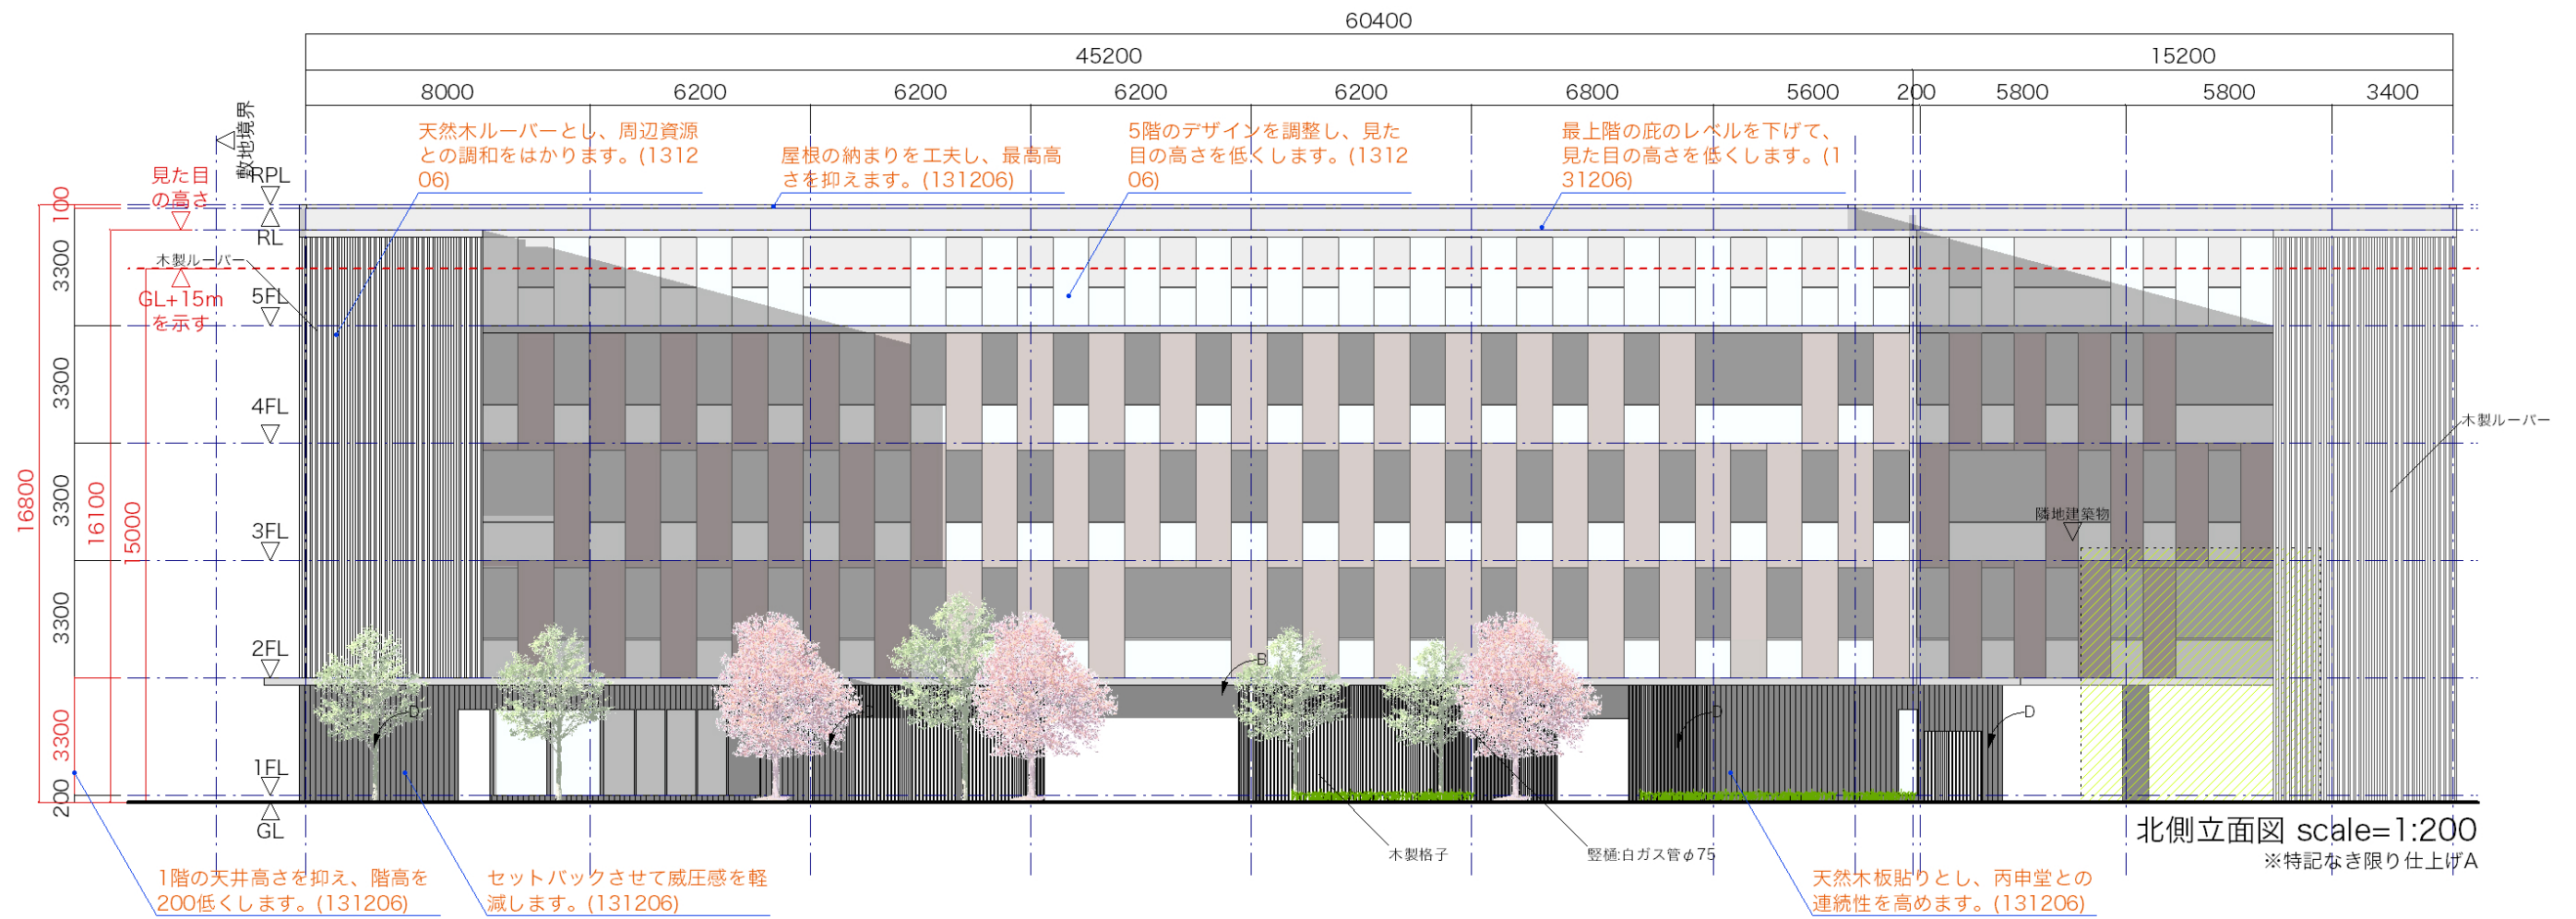 60400
45200
15200
8000
6200
6200
6200
6200
6800
5600
200
5800
5800
3400
敷地境界
天然木ルーバーとし、周辺資源
との調和をはかります。(1312
06)
屋根の納まりを工夫し、最高高
さを抑えます。(131206)
5階のデザインを調整し、見た
目の高さを低くします。(1312
06)
最上階の庇のレベルを下げて、
見た目の高さを低くします。(1
31206)
見た目
の高さ
RPL
RL
木製ルーバー
GL+15m
を示す
5FL
4FL
3FL
2FL
1FL
GL
100
3300
3300
3300
3300
3300
200
16800
16100
15000
木製ルーバー
隣地建築物
B
D
D
D
木製格子
竪樋:白ガス管φ75
北側立面図 scale=1:200
※特記なき限り仕上げA
1階の天井高さを抑え、階高を
200低くします。(131206)
セットバックさせて威圧感を軽
減します。(131206)
天然木板貼りとし、丙申堂との
連続性を高めます。(131206)